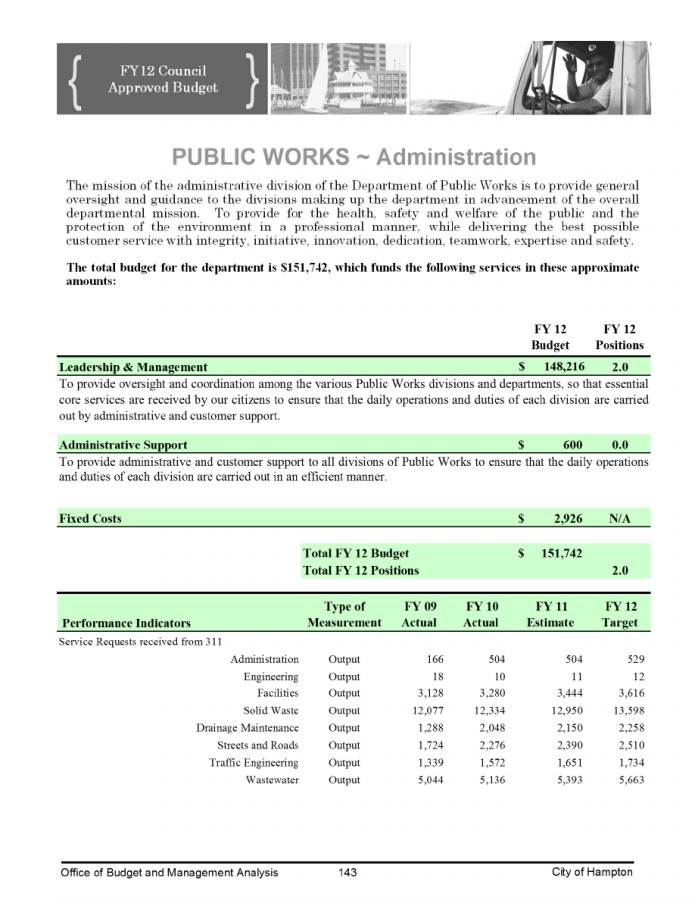 FY12 Council
Approved Budget
PUBLIC WORKS ~ Administration
The mission of the administrative division of the Department of Public Works is to provide general
oversight and guidance to the divisions making up the department in advancement of the overall
departmental mission. To provide for the health, safety and welfare of the public and the
protection of the environment in a professional manner, while delivering the best possible
customer service with integrity, initiative, innovation, dedication, teamwork, expertise and safety.
The total budget for the department is $151,742, which funds the following services in these approximate
amounts:
FY 12 FY 12
Budget Positions
Leadership & Management $ 148,216 2.0
To provide oversight and coordination among the various Public Works divisions and departments, so that essential
core services are received by our citizens to ensure that the daily operations and duties of each division are carried
out by administrative and customer support.
Administrative Support $ 600 0.0
To provide administrative and customer support to all divisions of Public Works to ensure that the daily operations
and duties of each division are carried out in an efficient manner.
Fixed Costs $ 2,926 N/A
Total FY 12 Budget $ 151,742
Total FY 12 Positions 2.0
Type of FY 09 FY 10 FY 11 FY 12
Performance Indicators Measurement Actual Actual Estimate Target
Service Requests received from 311
Administration Output 166 504 504 529
Engineering Output 18 10 11 12
Facilities Output 3,128 3,280 3,444 3,616
Solid Waste Output 12,077 12,334 12,950 13,598
Drainage Maintenance Output 1,288 2,048 2,150 2,258
Streets and Roads Output 1,724 2,276 2,390 2,510
Traffic Engineering Output 1,339 1,572 1,651 1,734
Wastewater Output 5,044 5,136 5,393 5,663
Office of Budget and Management Analysis 143 City of Hampton